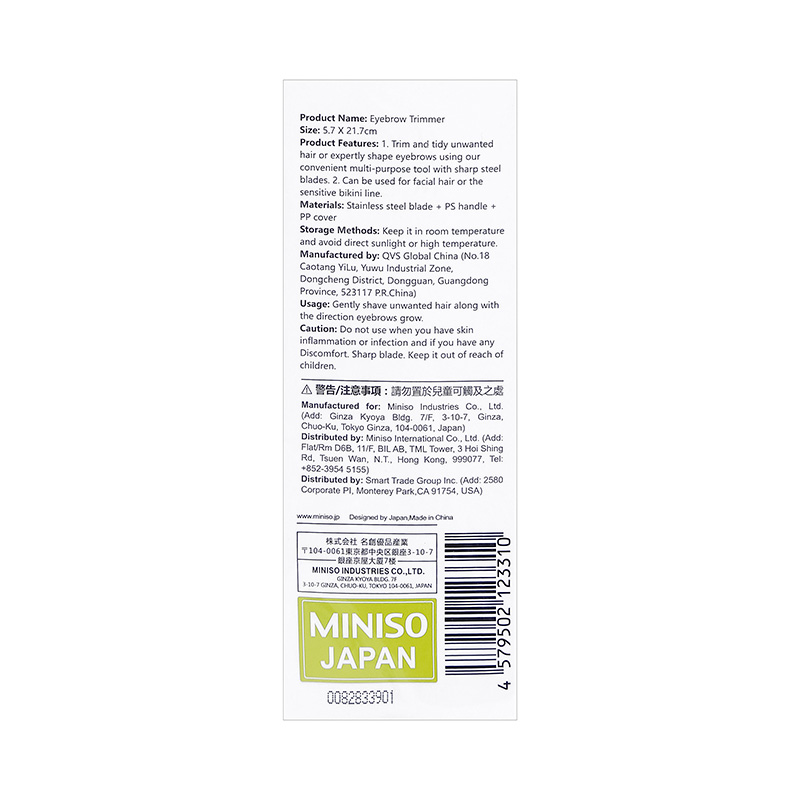 Product Name: Eyebrow Trimmer
Size: 5.7 X 21.7cm
Product Features: 1. Trim and tidy unwanted
hair or expertly shape eyebrows using our
convenient multi-purpose tool with sharp steel
blades. 2. Can be used for facial hair or the
sensitive bikini line.
Materials: Stainless steel blade + PS handle +
PP cover
Storage Methods: Keep it in room temperature
and avoid direct sunlight or high temperature.
Manufactured by: QVS Global China (No.18
Caotang YiLu, Yuwu Industrial Zone,
Dongcheng District, Dongguan, Guangdong
Province, 523117 P.R.China)
Usage: Gently shave unwanted hair along with
the direction eyebrows grow.
Caution: Do not use when you have skin
inflammation or infection and if you have any
Discomfort. Sharp blade. Keep it out of reach of
children.
⚠ 警告/注意事項：請勿置於兒童可觸及之處
Manufactured for: Miniso Industries Co., Ltd.
(Add: Ginza Kyoya Bldg. 7/F, 3-10-7, Ginza,
Chuo-Ku, Tokyo Ginza, 104-0061, Japan)
Distributed by: Miniso International Co., Ltd. (Add:
Flat/Rm D6B, 11/F, BIL AB, TML Tower, 3 Hoi Shing
Rd, Tsuen Wan, N.T., Hong Kong, 999077, Tel:
+852-3954 5155)
Distributed by: Smart Trade Group Inc. (Add: 2580
Corporate Pl, Monterey Park,CA 91754, USA)
www.miniso.jp Designed by Japan,Made in China
株式会社 名創優品産業
〒104-0061東京都中央区銀座3-10-7
銀座京屋大厦7楼
MINISO INDUSTRIES CO.,LTD.
GINZA KYOYA BLDG. 7F
3-10-7 GINZA, CHUO-KU, TOKYO 104-0061, JAPAN
MINISO
JAPAN
0082833901
4 579502 123310